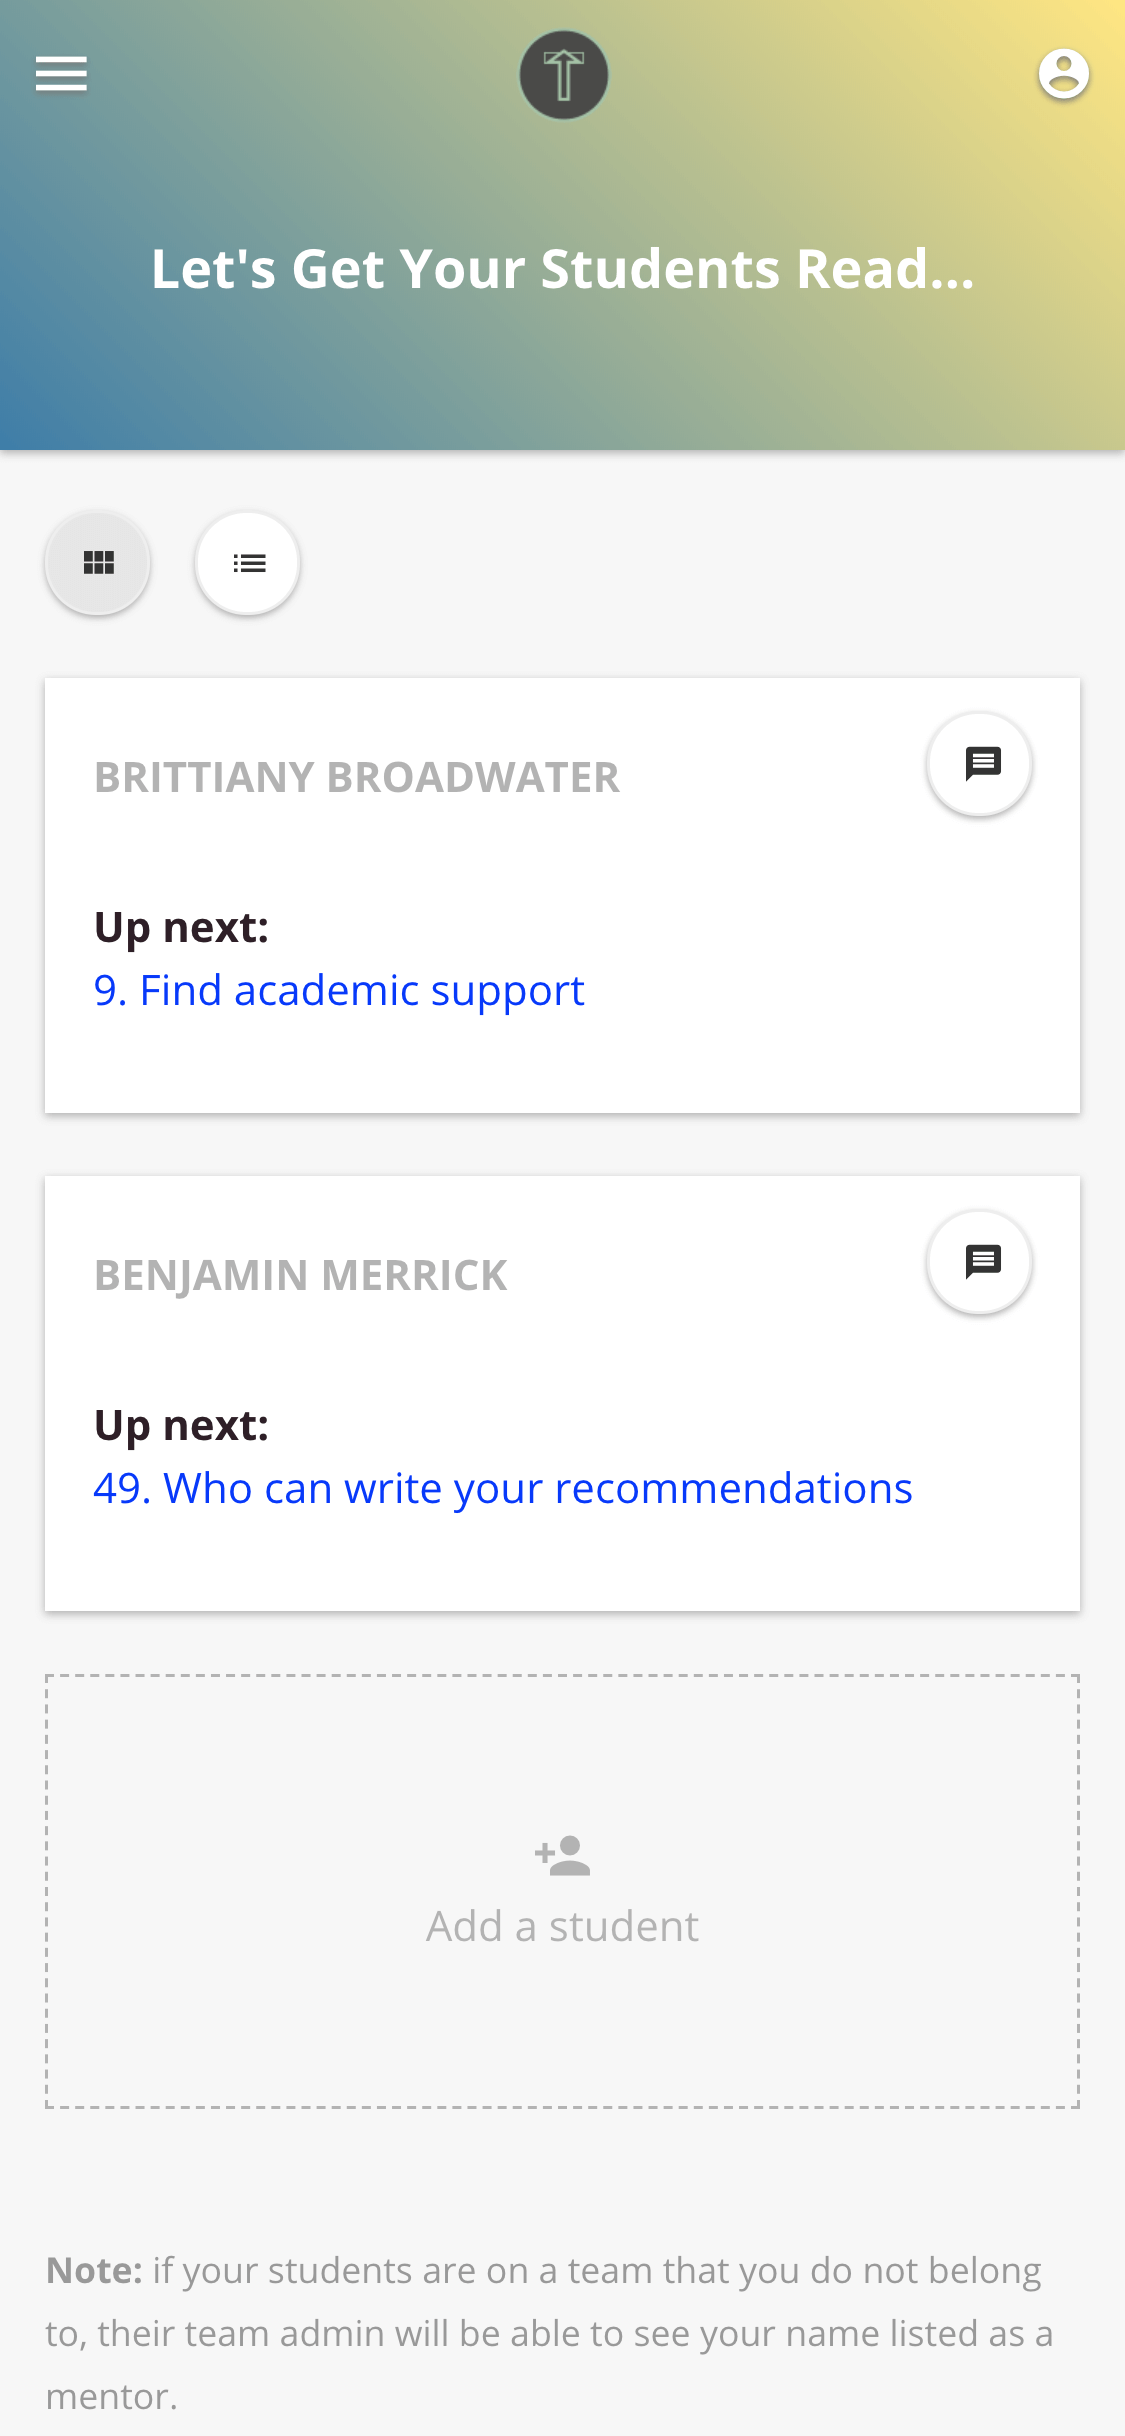 Let's Get Your Students Read...
BRITTIANY BROADWATER
Up next:
9. Find academic support
BENJAMIN MERRICK
Up next:
49. Who can write your recommendations
Add a student
Note: if your students are on a team that you do not belong
to, their team admin will be able to see your name listed as a
mentor.